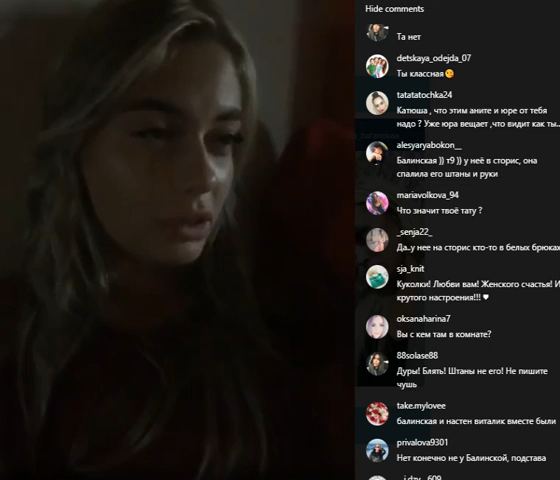 Hide comments
Та нет
detskaya_odejda_07
Ты классная
tatatatochka24
Катюша , что этим аните и юре от тебя
надо ? Уже юра вещает ,что видит как ты..
alesyaryabokon__
Балинская )) т9 )) у неё в сторис, она
спалила его штаны и руки
mariavolkova_94
Что значит твоё тату ?
_senja22_
Да..у нее на сторис кто-то в белых брюках
sja_knit
Куколки! Любви вам! Женского счастья! И
крутого настроения!!! ♥
oksanaharina7
Вы с кем там в комнате?
88solase88
Дуры! Блять! Штаны не его! Не пишите
чушь
take.mylovee
балинская и настен виталик вместе были
privalova9301
Нет конечно не у Балинской, подстава